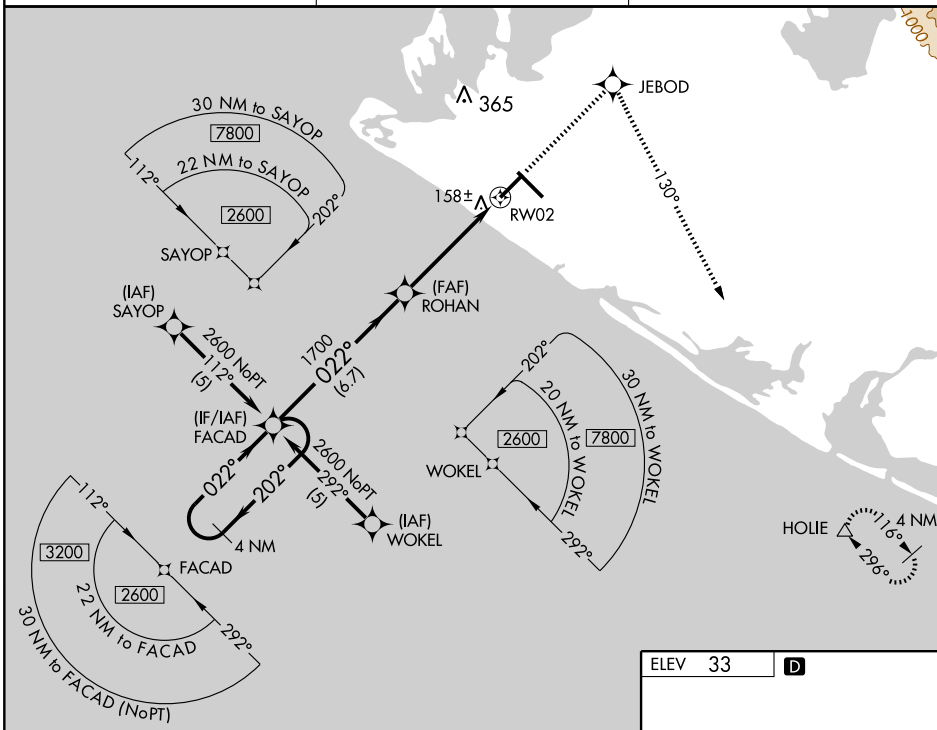 1000
JEBOD
365
30 NM to SAYOP
7800
22 NM to SAYOP
112°
202°
2600
SAYOP
130°
158±
RW02
(FAF)
ROHAN
(IAF)
SAYOP
2600 NoPT
112°
(5)
1700
022°
(6.7)
(IF/IAF)
FACAD
022°
202°
4 NM
2600 NoPT
292°
(5)
(IAF)
WOKEL
202°
30 NM to WOKEL
20 NM to WOKEL
2600
7800
WOKEL
292°
HOLIE
116°
4 NM
296°
112°
3200
FACAD
2600
22 NM to FACAD
292°
30 NM to FACAD (NoPT)
ELEV 33
D